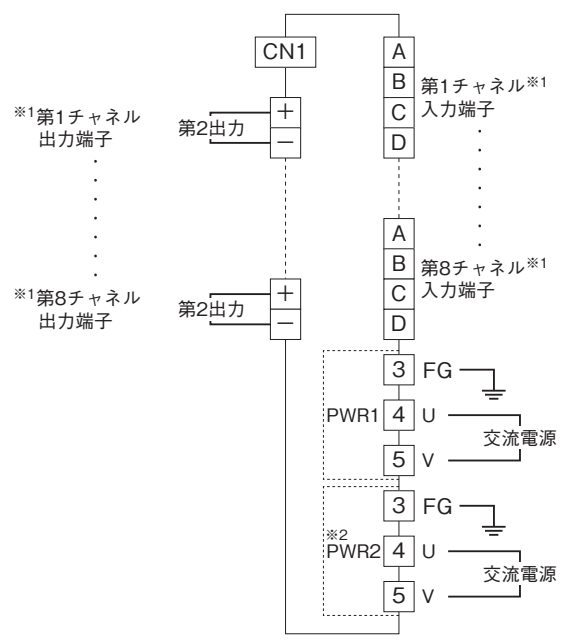 CN1
※1第1チャネル
出力端子
第2出力
+
−
※1第8チャネル
出力端子
第2出力
+
−
A
B
C
D
第1チャネル※1
入力端子
A
B
C
D
第8チャネル※1
入力端子
PWR1
3 FG
4 U
5 V
交流電源
※2
PWR2
3 FG
4 U
5 V
交流電源